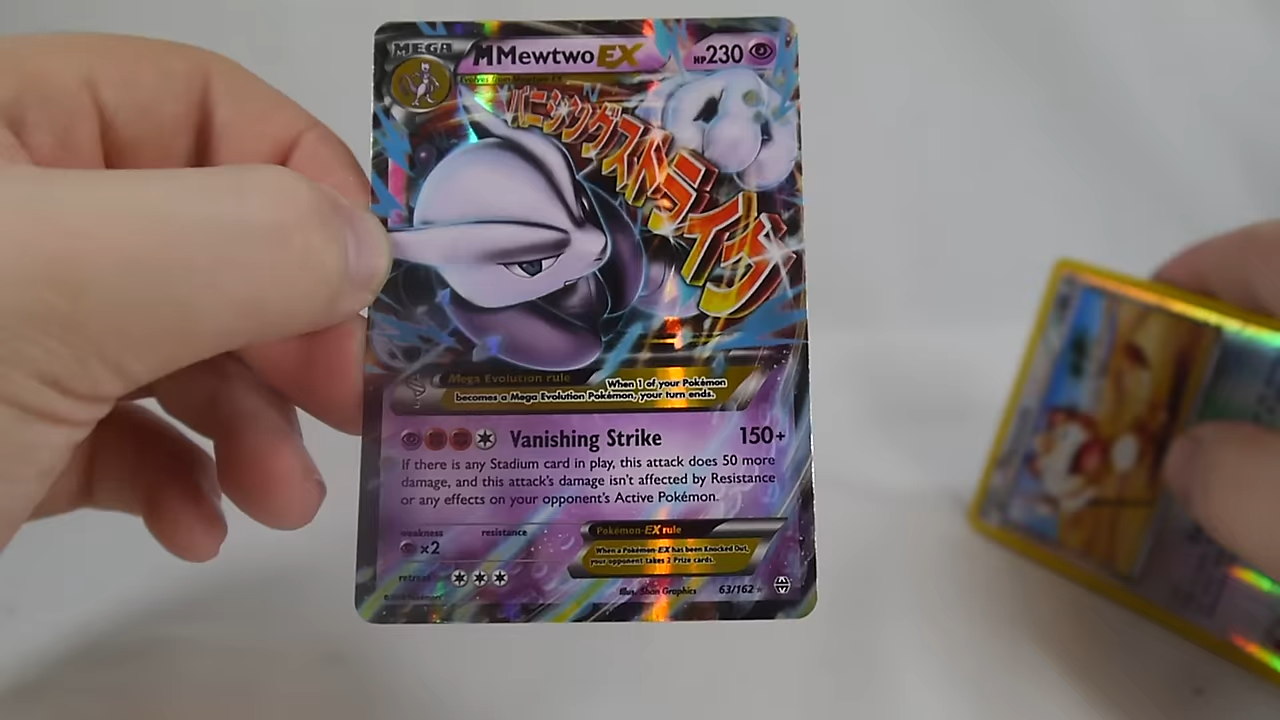 MEGA
MMewtwoEX HP230
Evolves from Mewtwo-EX
バニシングストライク
Mega Evolution rule When 1 of your Pokémon
becomes a Mega Evolution Pokémon, your turn ends.
Vanishing Strike 150+
If there is any Stadium card in play, this attack does 50 more
damage, and this attack's damage isn't affected by Resistance
or any effects on your opponent's Active Pokémon.
weakness resistance
×2
Pokémon-EX rule
When a Pokémon-EX has been Knocked Out,
your opponent takes 2 Prize cards.
retreat
Illus. Shan Graphics 63/162